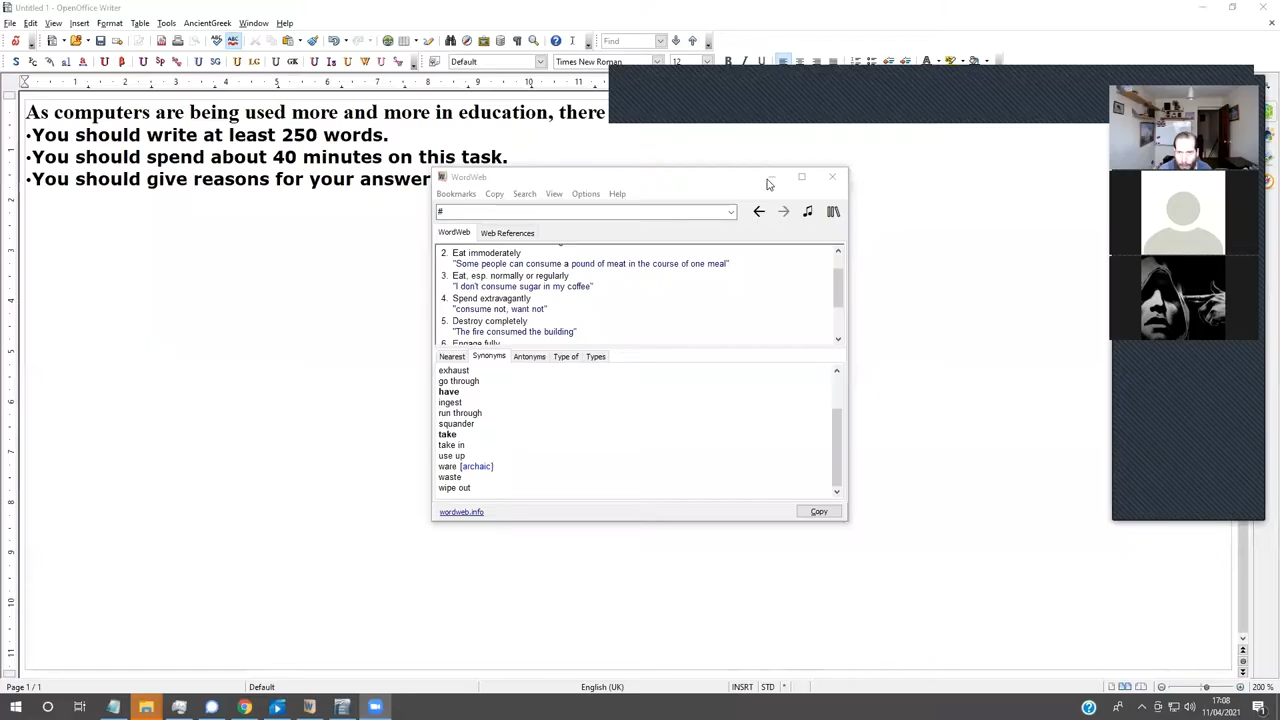 Untitled 1 - OpenOffice Writer
File Edit View Insert Format Table Tools AncientGreek Window Help
Find
Default Times New Roman 12
As computers are being used more and more in education, there
•You should write at least 250 words.
•You should spend about 40 minutes on this task.
•You should give reasons for your answer
WordWeb
Bookmarks Copy Search View Options Help
#
WordWeb Web References
2. Eat immoderately
"Some people can consume a pound of meat in the course of one meal"
3. Eat, esp. normally or regularly
"I don't consume sugar in my coffee"
4. Spend extravagantly
"consume not, want not"
5. Destroy completely
"The fire consumed the building"
6. Engage fully
Nearest Synonyms Antonyms Type of Types
exhaust
go through
have
ingest
run through
squander
take
take in
use up
ware [archaic]
waste
wipe out
wordweb.info Copy
Page 1 / 1 Default English (UK) INSRT STD * 200 %
17:08
11/04/2021